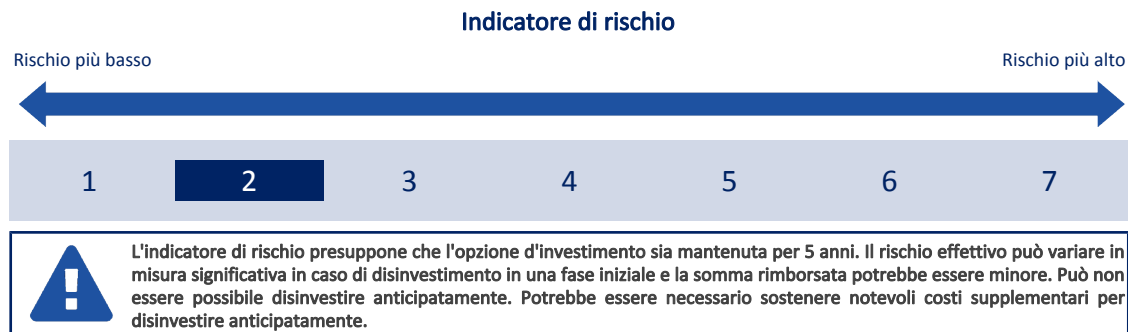 Indicatore di rischio
Rischio più basso
Rischio più alto
1 2 3 4 5 6 7
L'indicatore di rischio presuppone che l'opzione d'investimento sia mantenuta per 5 anni. Il rischio effettivo può variare in
misura significativa in caso di disinvestimento in una fase iniziale e la somma rimborsata potrebbe essere minore. Può non
essere possibile disinvestire anticipatamente. Potrebbe essere necessario sostenere notevoli costi supplementari per
disinvestire anticipatamente.